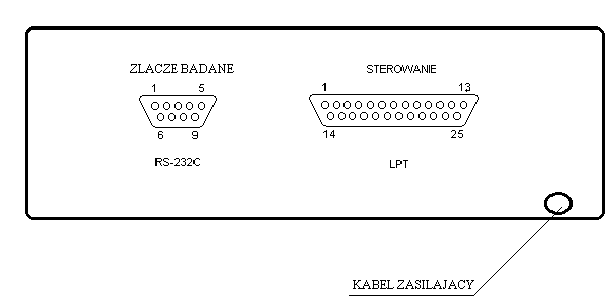 ZLACZE BADANE
STEROWANIE
1 5
1 13
6 9
14 25
RS-232C
LPT
KABEL ZASILAJACY